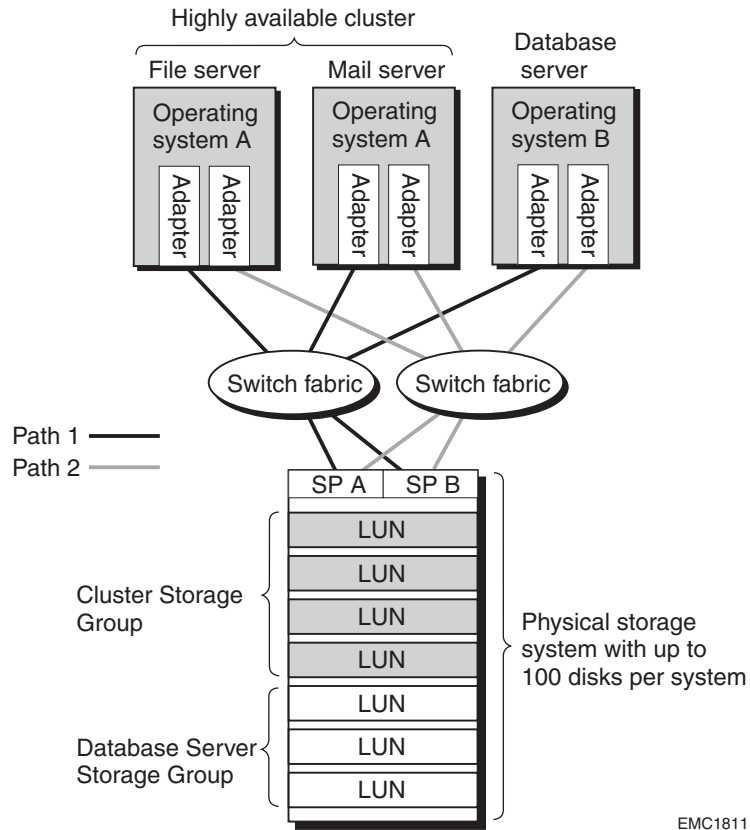 Highly available cluster
File server
Mail server
Database
server
Operating
system A
Operating
system A
Operating
system B
Adapter
Adapter
Adapter
Adapter
Adapter
Adapter
Switch fabric
Switch fabric
Path 1
Path 2
SP A
SP B
LUN
LUN
LUN
LUN
LUN
LUN
LUN
Cluster Storage
Group
Database Server
Storage Group
Physical storage
system with up to
100 disks per system
EMC1811